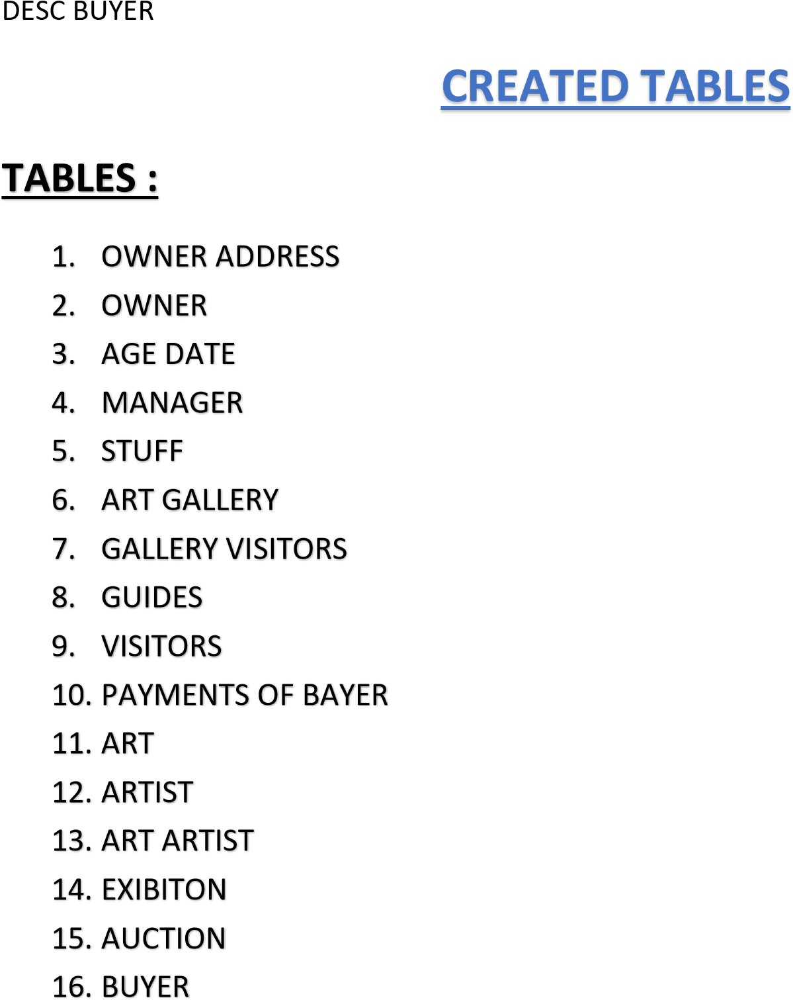 DESC BUYER
CREATED TABLES
TABLES :
1. OWNER ADDRESS
2. OWNER
3. AGE DATE
4. MANAGER
5. STUFF
6. ART GALLERY
7. GALLERY VISITORS
8. GUIDES
9. VISITORS
10. PAYMENTS OF BAYER
11. ART
12. ARTIST
13. ART ARTIST
14. EXIBITON
15. AUCTION
16. BUYER